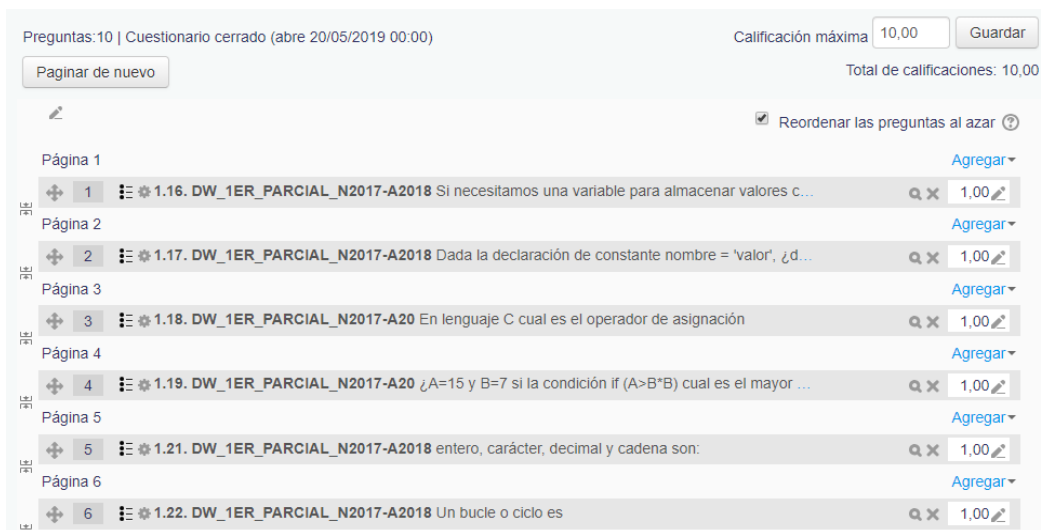 Preguntas:10 | Cuestionario cerrado (abre 20/05/2019 00:00) Calificación máxima 10,00 Guardar
Paginar de nuevo Total de calificaciones: 10,00
Reordenar las preguntas al azar ?
Página 1 Agregar
1 1.16. DW_1ER_PARCIAL_N2017-A2018 Si necesitamos una variable para almacenar valores c... 1,00
Página 2 Agregar
2 1.17. DW_1ER_PARCIAL_N2017-A2018 Dada la declaración de constante nombre = 'valor', ¿d... 1,00
Página 3 Agregar
3 1.18. DW_1ER_PARCIAL_N2017-A20 En lenguaje C cual es el operador de asignación 1,00
Página 4 Agregar
4 1.19. DW_1ER_PARCIAL_N2017-A20 ¿A=15 y B=7 si la condición if (A>B*B) cual es el mayor ... 1,00
Página 5 Agregar
5 1.21. DW_1ER_PARCIAL_N2017-A2018 entero, carácter, decimal y cadena son: 1,00
Página 6 Agregar
6 1.22. DW_1ER_PARCIAL_N2017-A2018 Un bucle o ciclo es 1,00